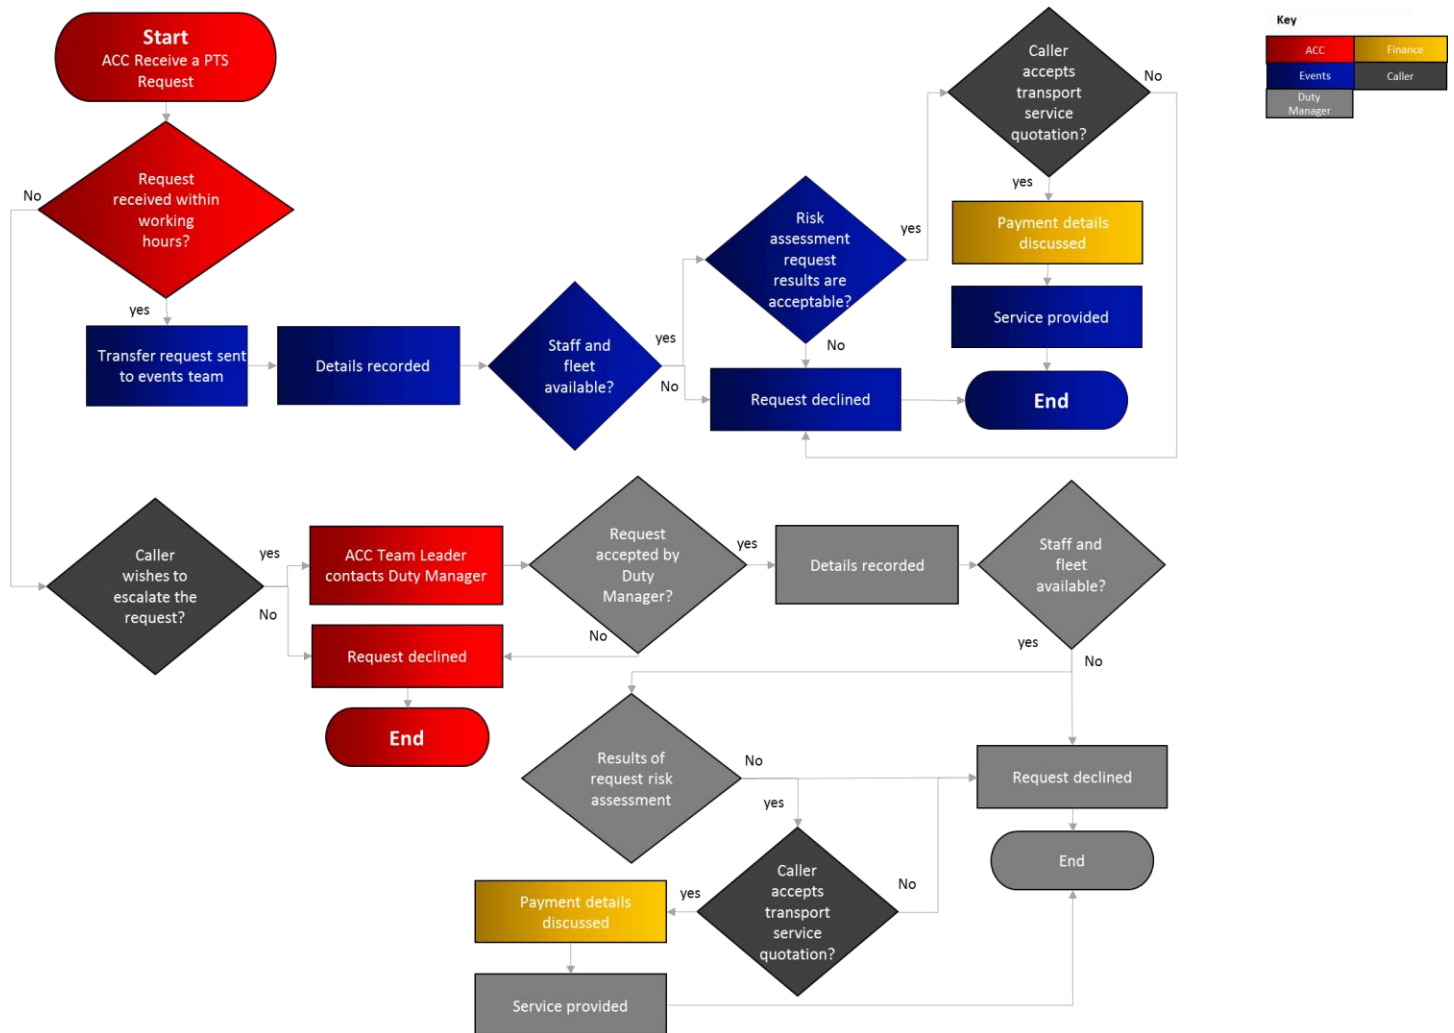 Start
ACC Receive a PTS
Request
Key
ACC
Finance
Events
Caller
Duty
Manager
Caller
accepts
transport
service
quotation?
No
yes
Request
received within
working
hours?
No
yes
Risk
assessment
request
results are
acceptable?
yes
No
Payment details
discussed
Service provided
Transfer request sent
to events team
Details recorded
Staff and
fleet
available?
yes
No
Request declined
End
Caller
wishes to
escalate the
request?
yes
No
ACC Team Leader
contacts Duty Manager
Request declined
End
Request
accepted by
Duty
Manager?
yes
No
Details recorded
Staff and
fleet
available?
yes
No
Results of
request risk
assessment
No
yes
Request declined
End
Caller
accepts
transport
service
quotation?
No
yes
Payment details
discussed
Service provided